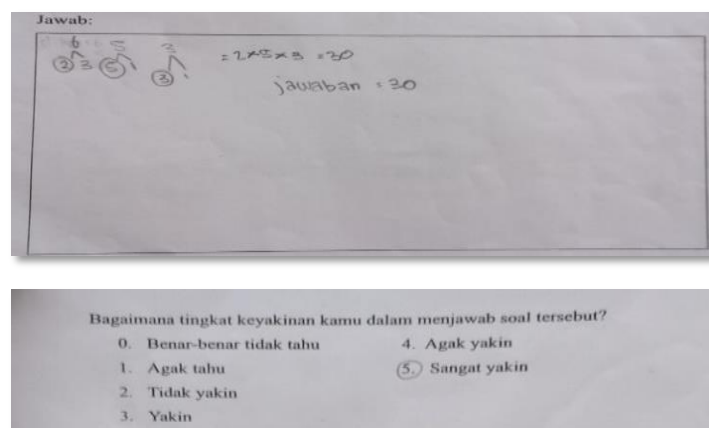 Jawab:
6 5 3
2 3 5 1 3 1
= 2 x 5 x 3 = 30
jawaban = 30
Bagaimana tingkat keyakinan kamu dalam menjawab soal tersebut?
0. Benar-benar tidak tahu
4. Agak yakin
1. Agak tahu
5. Sangat yakin
2. Tidak yakin
3. Yakin